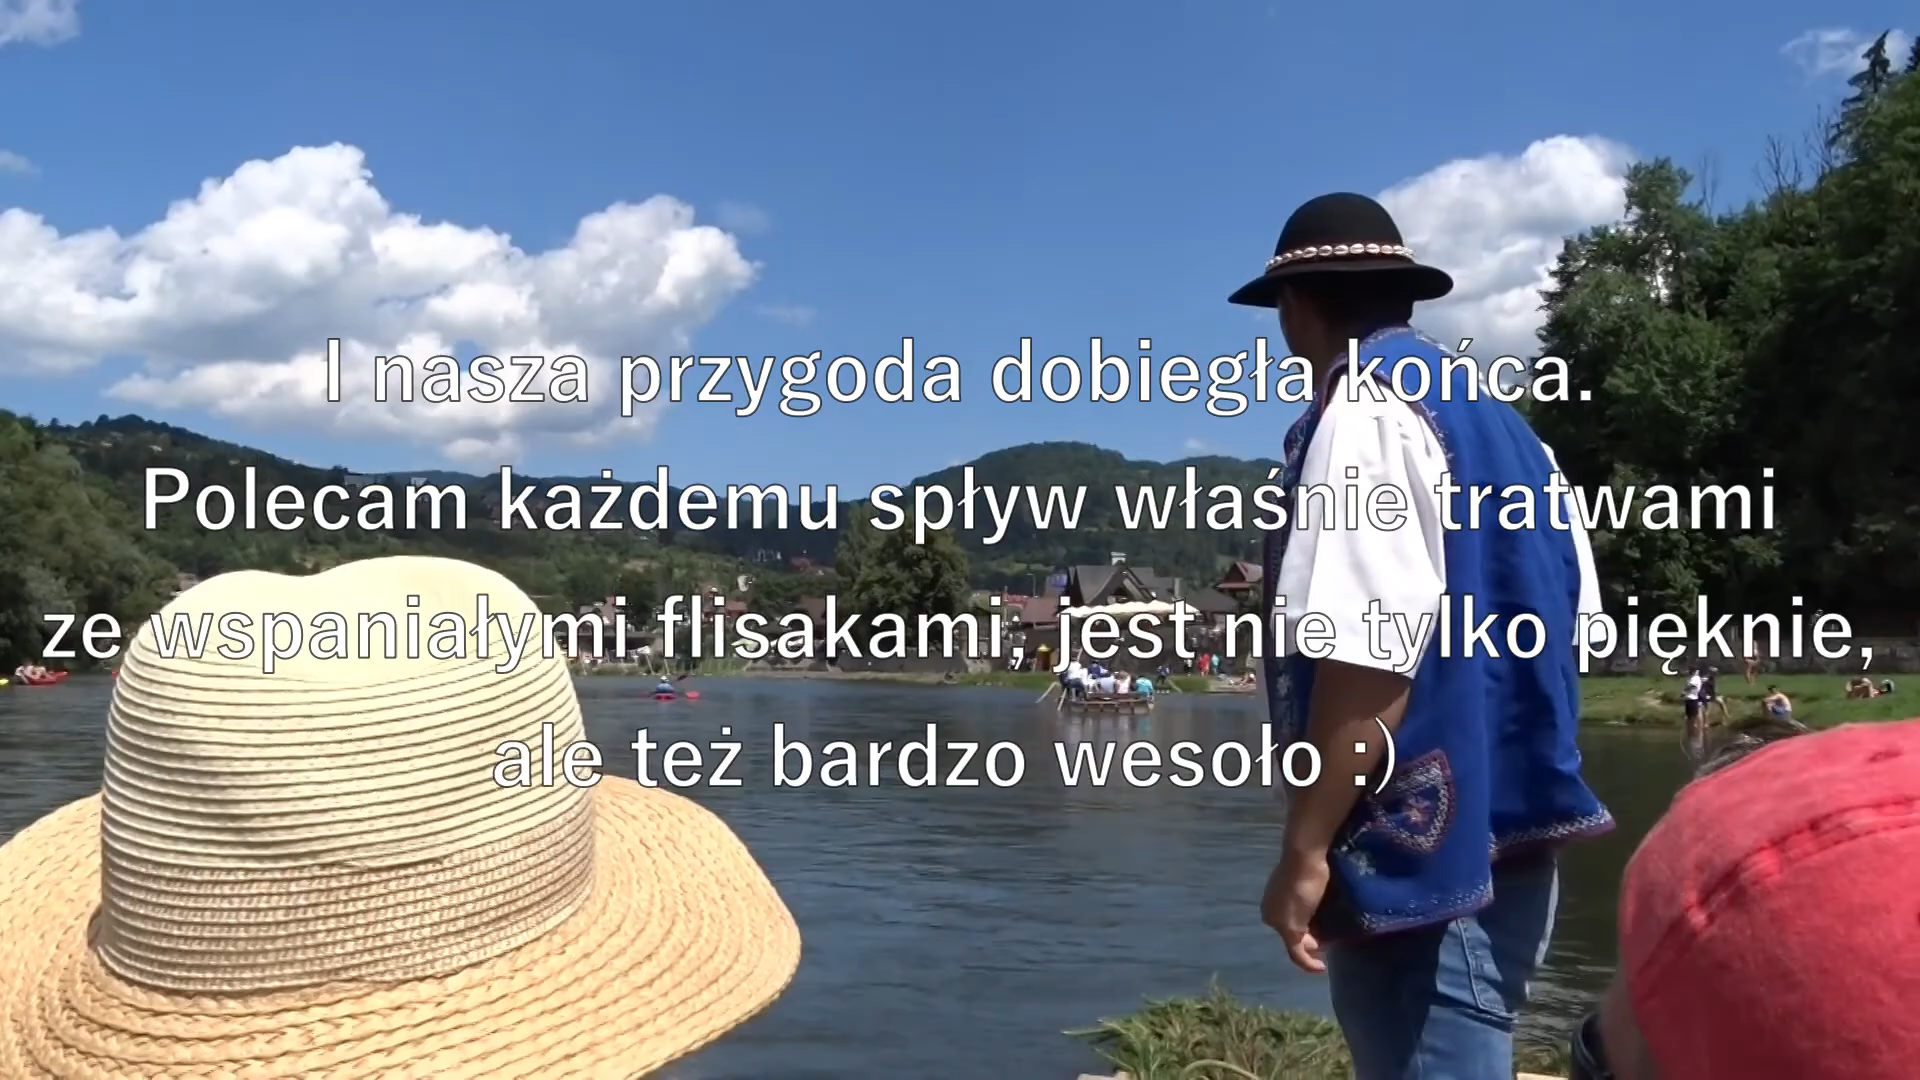 I nasza przygoda dobiegła końca.
Polecam każdemu spływ właśnie tratwami
ze wspaniałymi flisakami, jest nie tylko pięknie,
ale też bardzo wesoło :)